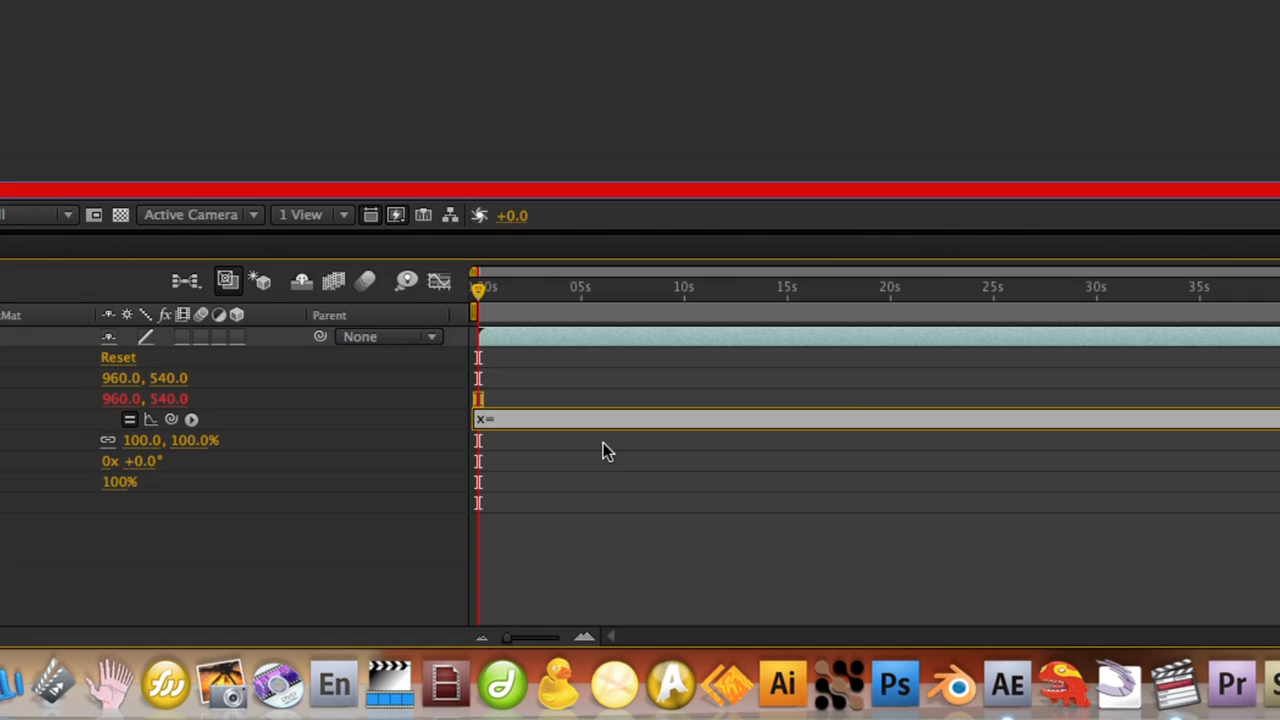 Active Camera 1 View +0.0
05s 10s 15s 20s 25s 30s 35s
Mat fx Parent
None
Reset
960.0, 540.0
960.0, 540.0
x=
100.0, 100.0%
0x +0.0°
100%
En Ai Ps AE Pr